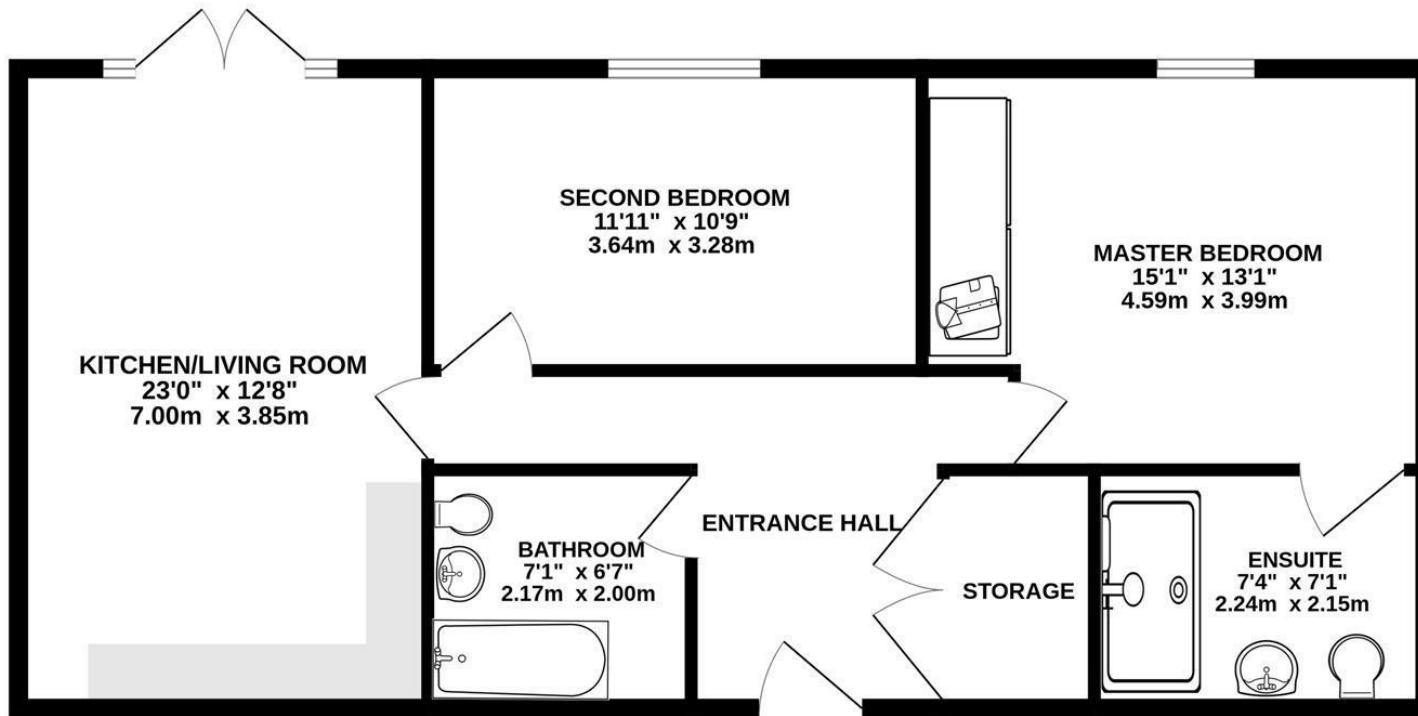 SECOND BEDROOM
11'11" x 10'9"
3.64m x 3.28m
MASTER BEDROOM
15'1" x 13'1"
4.59m x 3.99m
KITCHEN/LIVING ROOM
23'0" x 12'8"
7.00m x 3.85m
ENTRANCE HALL
BATHROOM
7'1" x 6'7"
2.17m x 2.00m
STORAGE
ENSUITE
7'4" x 7'1"
2.24m x 2.15m